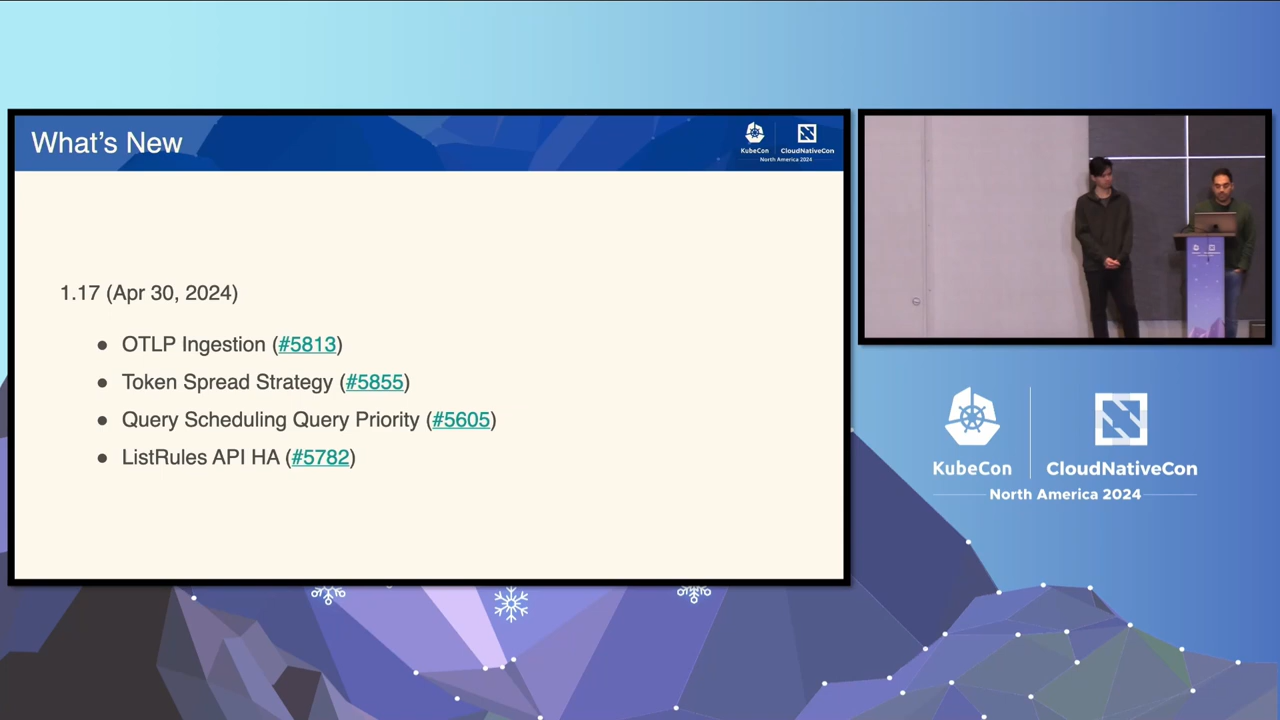 What's New
KubeCon
CloudNativeCon
North America 2024
1.17 (Apr 30, 2024)
● OTLP Ingestion (#5813)
● Token Spread Strategy (#5855)
● Query Scheduling Query Priority (#5605)
● ListRules API HA (#5782)
KubeCon
CloudNativeCon
North America 2024